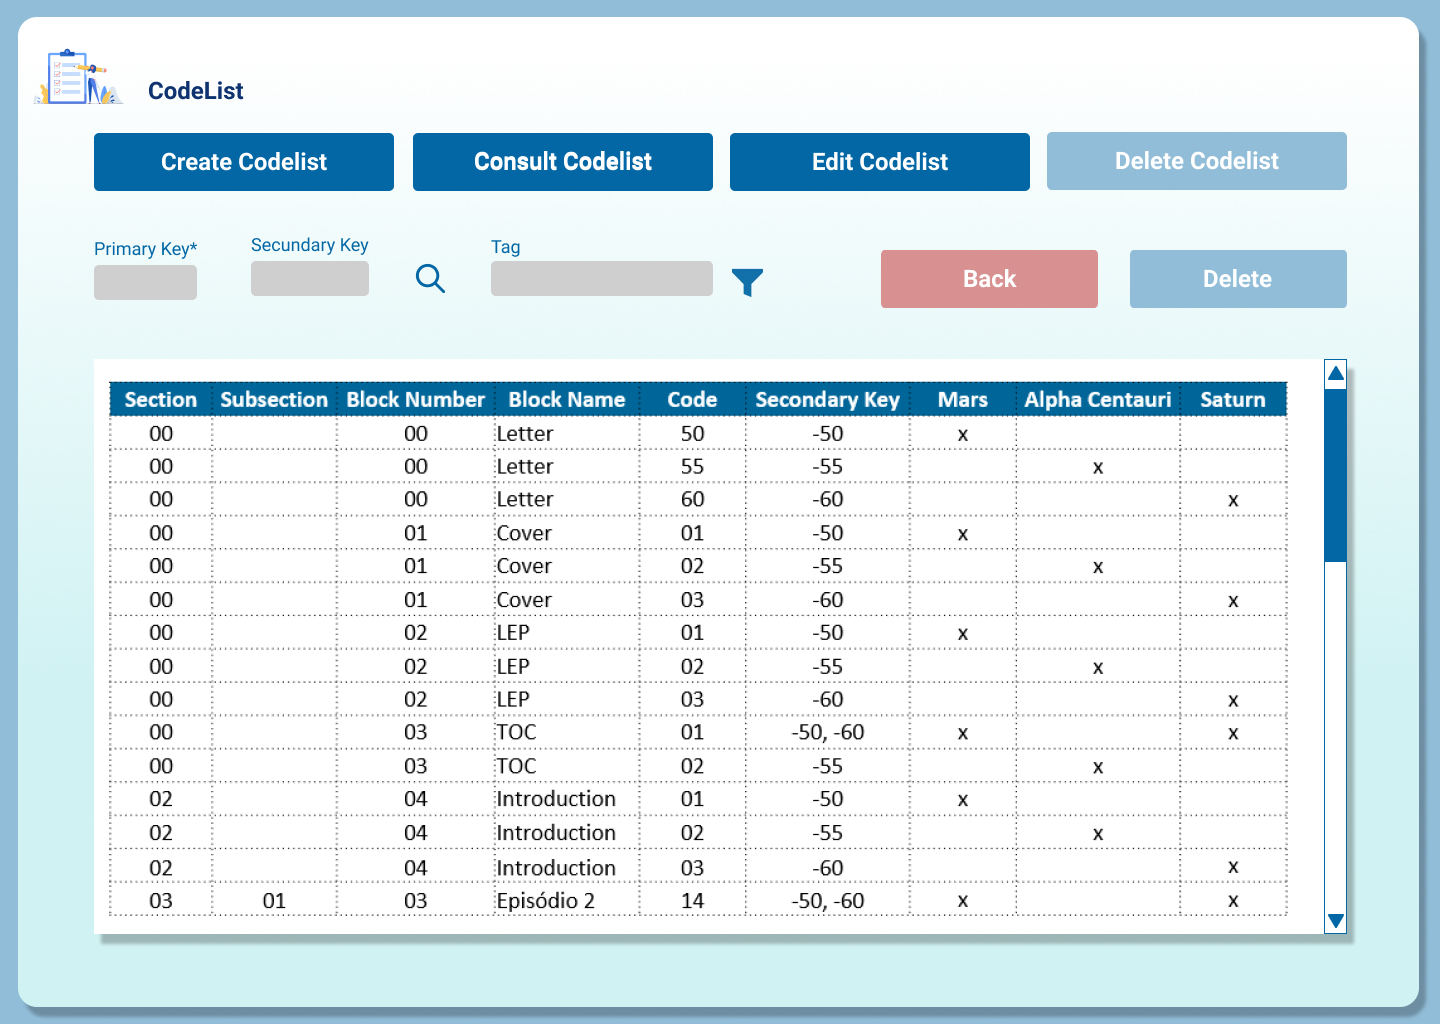 CodeList
Create Codelist Consult Codelist Edit Codelist Delete Codelist
Primary Key* Secundary Key Tag
Back Delete
Section Subsection Block Number Block Name Code Secondary Key Mars Alpha Centauri Saturn
00 00 Letter 50 -50 x
00 00 Letter 55 -55 x
00 00 Letter 60 -60 x
00 01 Cover 01 -50 x
00 01 Cover 02 -55 x
00 01 Cover 03 -60 x
00 02 LEP 01 -50 x
00 02 LEP 02 -55 x
00 02 LEP 03 -60 x
00 03 TOC 01 -50, -60 x x
00 03 TOC 02 -55 x
02 04 Introduction 01 -50 x
02 04 Introduction 02 -55 x
02 04 Introduction 03 -60 x
03 01 03 Episódio 2 14 -50, -60 x x